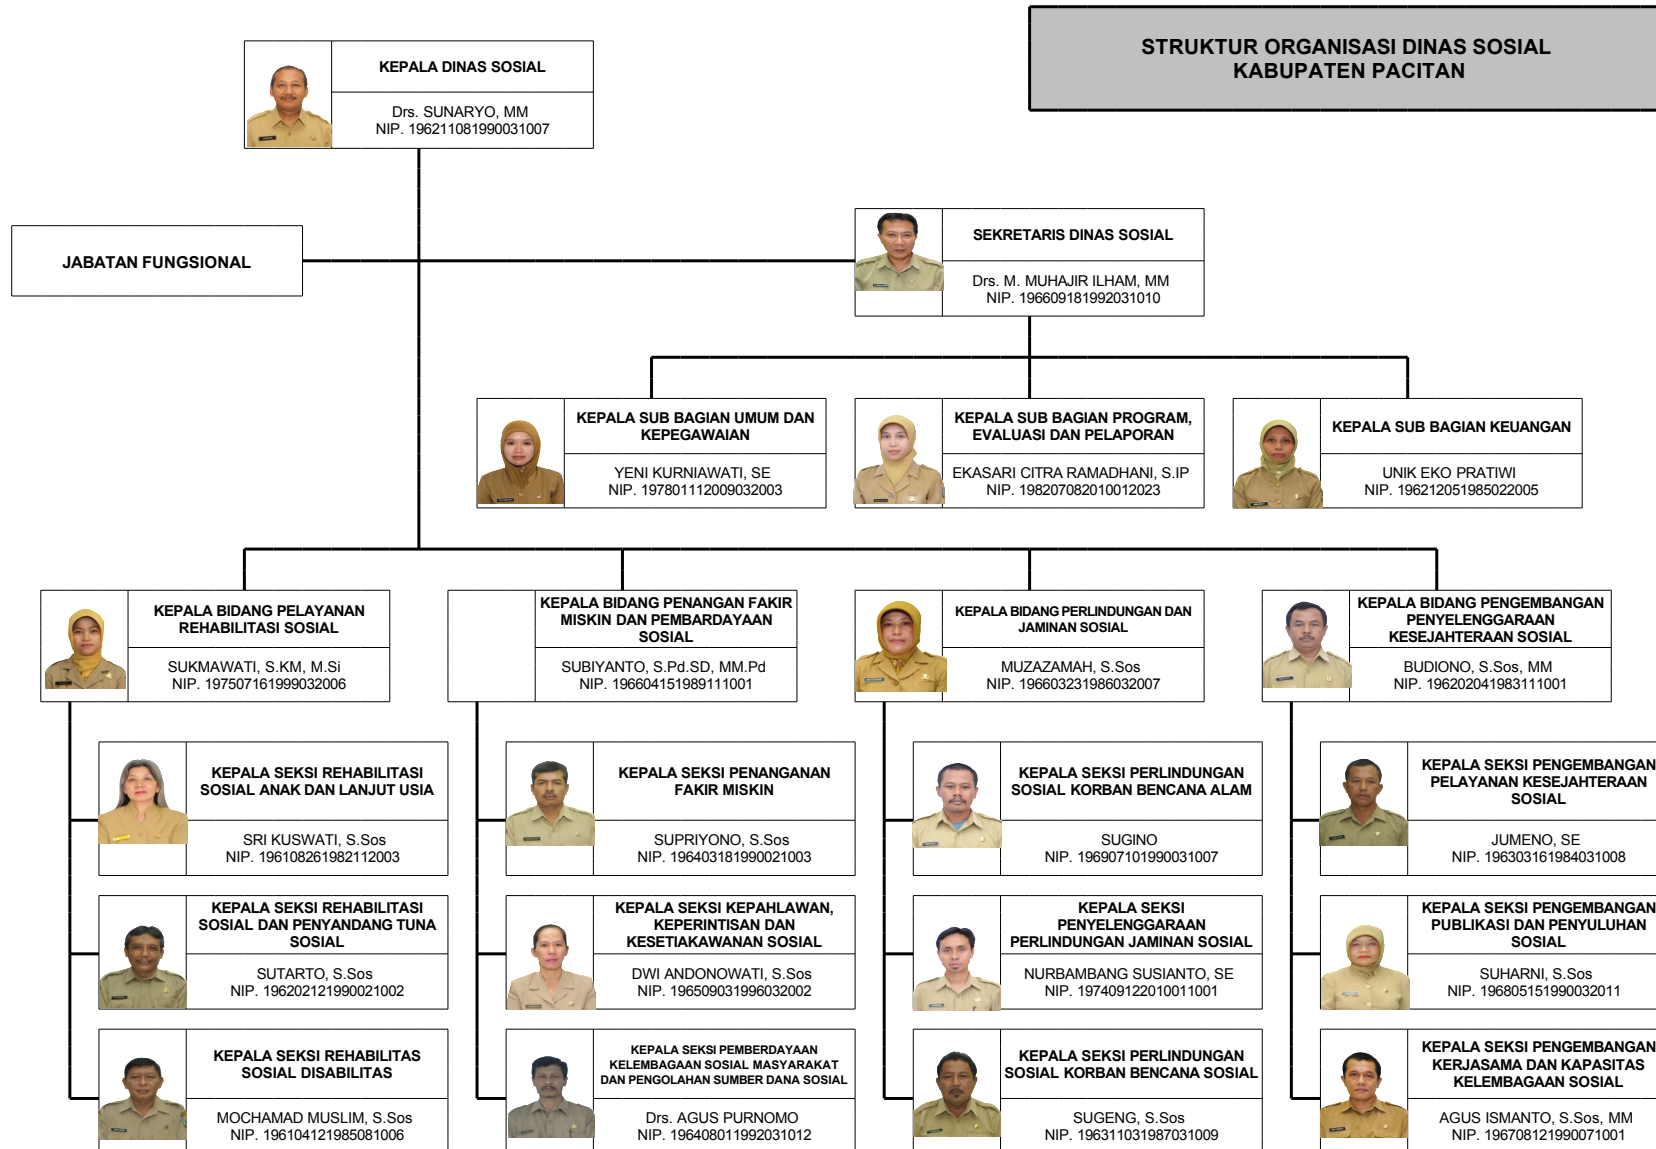 STRUKTUR ORGANISASI DINAS SOSIAL
KABUPATEN PACITAN
KEPALA DINAS SOSIAL
Drs. SUNARYO, MM
NIP. 196211081990031007
JABATAN FUNGSIONAL
SEKRETARIS DINAS SOSIAL
Drs. M. MUHAJIR ILHAM, MM
NIP. 196609181992031010
KEPALA SUB BAGIAN UMUM DAN
KEPEGAWAIAN
YENI KURNIAWATI, SE
NIP. 197801112009032003
KEPALA SUB BAGIAN PROGRAM,
EVALUASI DAN PELAPORAN
EKASARI CITRA RAMADHANI, S.IP
NIP. 198207082010012023
KEPALA SUB BAGIAN KEUANGAN
UNIK EKO PRATIWI
NIP. 196212051985022005
KEPALA BIDANG PELAYANAN
REHABILITASI SOSIAL
SUKMAWATI, S.KM, M.Si
NIP. 197507161999032006
KEPALA BIDANG PENANGAN FAKIR
MISKIN DAN PEMBARDAYAAN
SOSIAL
SUBIYANTO, S.Pd.SD, MM.Pd
NIP. 196604151989111001
KEPALA BIDANG PERLINDUNGAN DAN
JAMINAN SOSIAL
MUZAZAMAH, S.Sos
NIP. 196603231986032007
KEPALA BIDANG PENGEMBANGAN
PENYELENGGARAAN
KESEJAHTERAAN SOSIAL
BUDIONO, S.Sos, MM
NIP. 196202041983111001
KEPALA SEKSI REHABILITASI
SOSIAL ANAK DAN LANJUT USIA
SRI KUSWATI, S.Sos
NIP. 196108261982112003
KEPALA SEKSI PENANGANAN
FAKIR MISKIN
SUPRIYONO, S.Sos
NIP. 196403181990021003
KEPALA SEKSI PERLINDUNGAN
SOSIAL KORBAN BENCANA ALAM
SUGINO
NIP. 196907101990031007
KEPALA SEKSI PENGEMBANGAN
PELAYANAN KESEJAHTERAAN
SOSIAL
JUMENO, SE
NIP. 196303161984031008
KEPALA SEKSI REHABILITASI
SOSIAL DAN PENYANDANG TUNA
SOSIAL
SUTARTO, S.Sos
NIP. 196202121990021002
KEPALA SEKSI KEPAHLAWAN,
KEPERINTISAN DAN
KESETIAKAWANAN SOSIAL
DWI ANDONOWATI, S.Sos
NIP. 196509031996032002
KEPALA SEKSI
PENYELENGGARAAN
PERLINDUNGAN JAMINAN SOSIAL
NURBAMBANG SUSIANTO, SE
NIP. 197409122010011001
KEPALA SEKSI PENGEMBANGAN
PUBLIKASI DAN PENYULUHAN
SOSIAL
SUHARNI, S.Sos
NIP. 196805151990032011
KEPALA SEKSI REHABILITAS
SOSIAL DISABILITAS
MOCHAMAD MUSLIM, S.Sos
NIP. 196104121985081006
KEPALA SEKSI PEMBERDAYAAN
KELEMBAGAAN SOSIAL MASYARAKAT
DAN PENGOLAHAN SUMBER DANA SOSIAL
Drs. AGUS PURNOMO
NIP. 196408011992031012
KEPALA SEKSI PERLINDUNGAN
SOSIAL KORBAN BENCANA SOSIAL
SUGENG, S.Sos
NIP. 196311031987031009
KEPALA SEKSI PENGEMBANGAN
KERJASAMA DAN KAPASITAS
KELEMBAGAAN SOSIAL
AGUS ISMANTO, S.Sos, MM
NIP. 196708121990071001